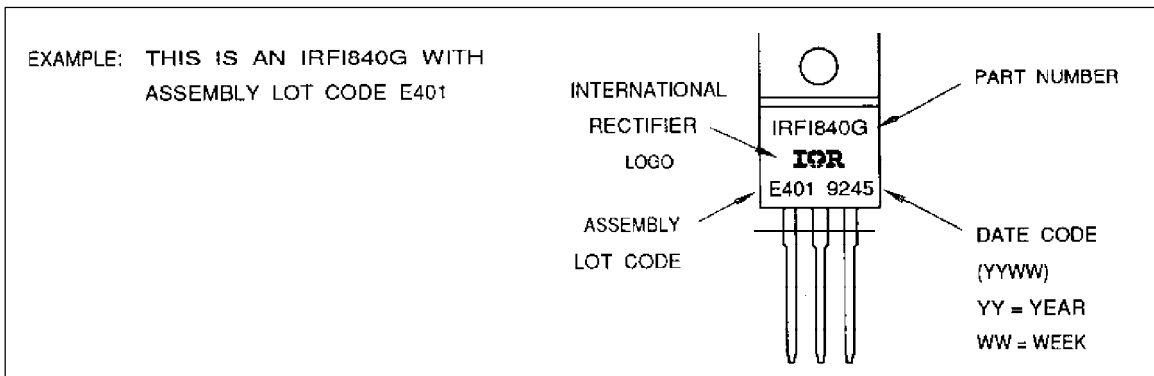 EXAMPLE: THIS IS AN IRFI840G WITH
ASSEMBLY LOT CODE E401
INTERNATIONAL
RECTIFIER
LOGO
ASSEMBLY
LOT CODE
IRFI840G
IOR
E401 9245
PART NUMBER
DATE CODE
(YYWW)
YY = YEAR
WW = WEEK